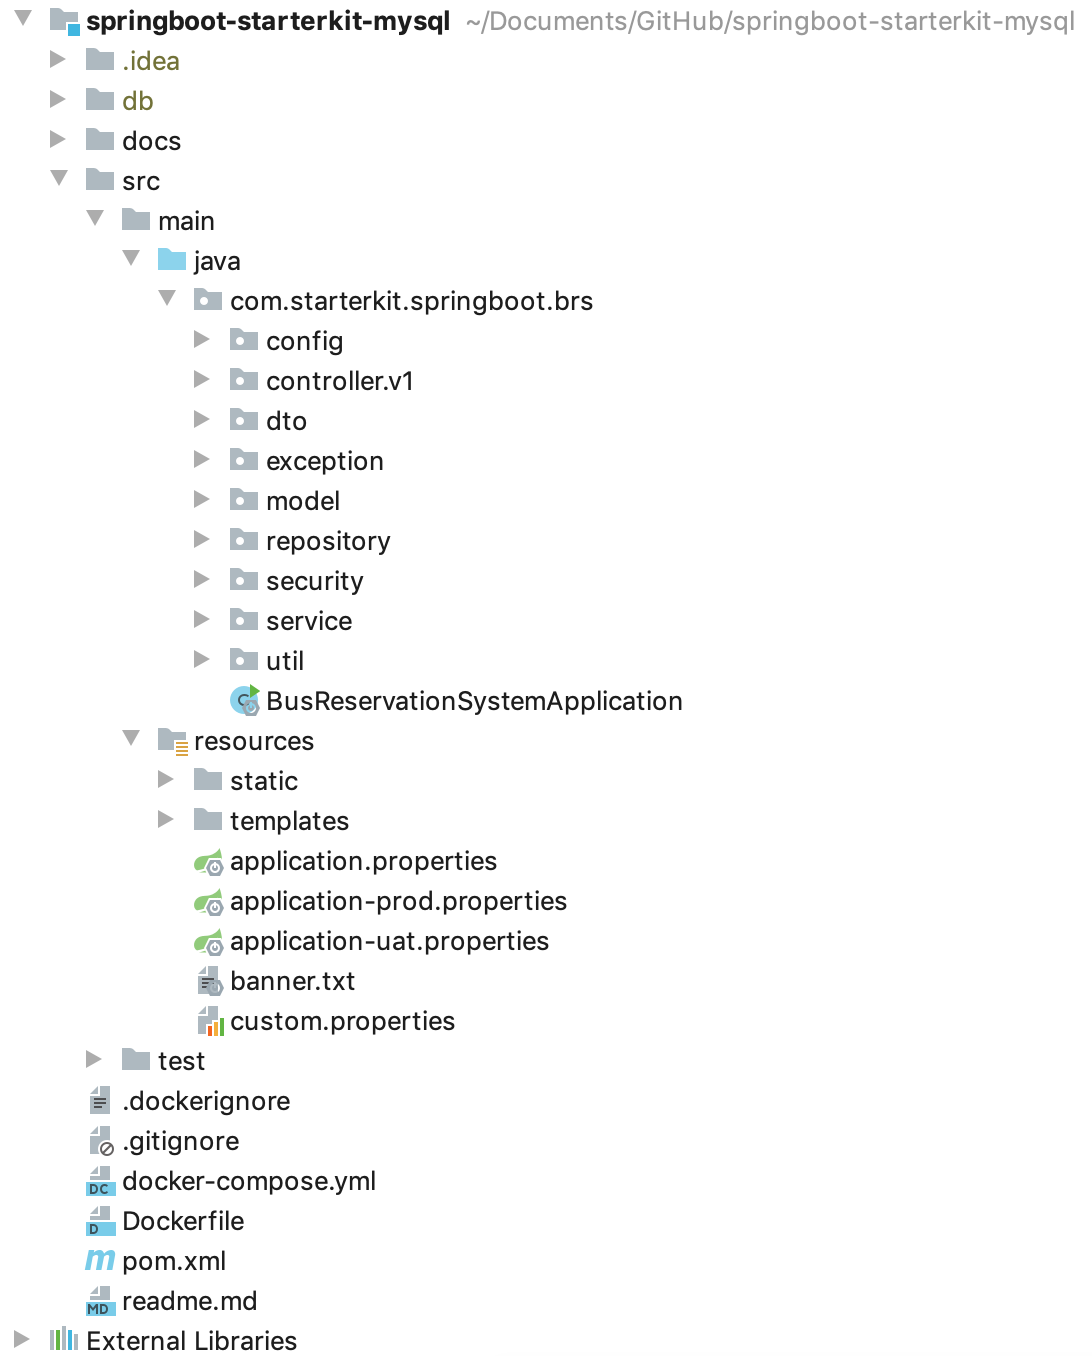 springboot-starterkit-mysql ~/Documents/GitHub/springboot-starterkit-mysql
.idea
db
docs
src
main
java
com.starterkit.springboot.brs
config
controller.v1
dto
exception
model
repository
security
service
util
C BusReservationSystemApplication
resources
static
templates
application.properties
application-prod.properties
application-uat.properties
banner.txt
custom.properties
test
.dockerignore
.gitignore
DC docker-compose.yml
D Dockerfile
m pom.xml
MD readme.md
External Libraries